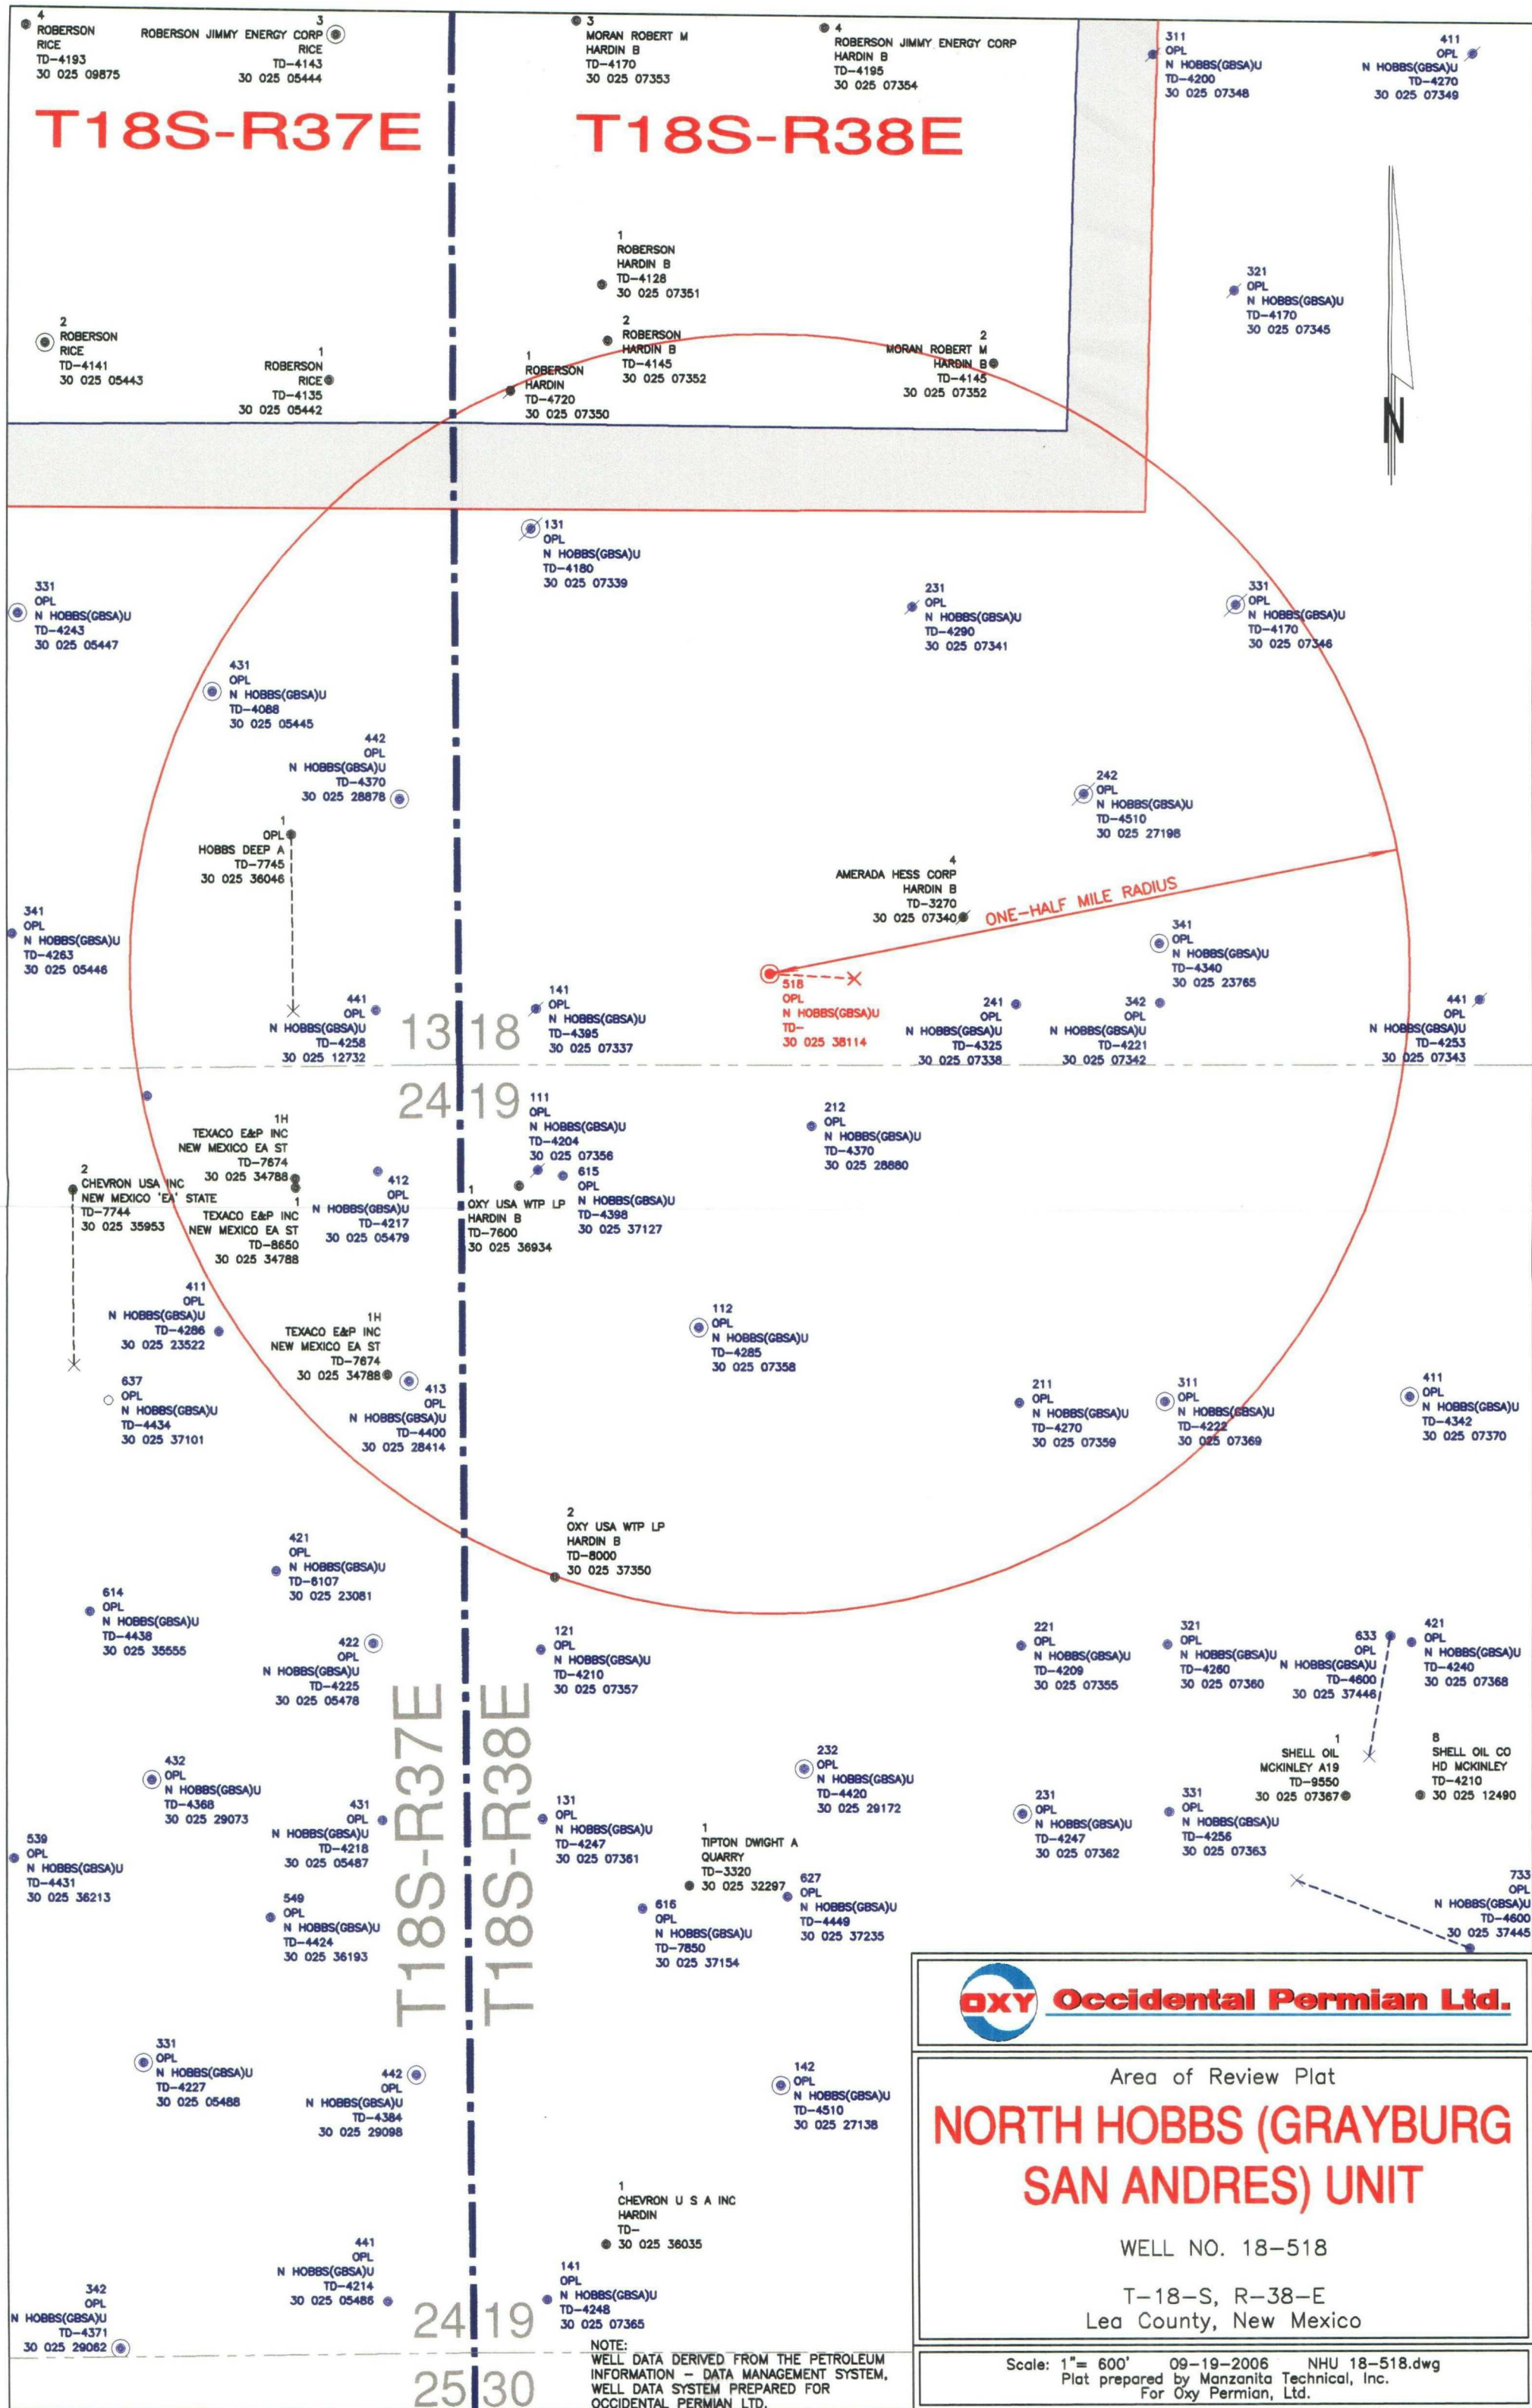 4
ROBERSON
RICE
TD-4193
30 025 09875
3
ROBERSON JIMMY ENERGY CORP
RICE
TD-4143
30 025 05444
3
MORAN ROBERT M
HARDIN B
TD-4170
30 025 07353
4
ROBERSON JIMMY ENERGY CORP
HARDIN B
TD-4195
30 025 07354
311
OPL
N HOBBS(GBSA)U
TD-4200
30 025 07348
411
OPL
N HOBBS(GBSA)U
TD-4270
30 025 07349
T18S-R37E
T18S-R38E
1
ROBERSON
HARDIN B
TD-4128
30 025 07351
321
OPL
N HOBBS(GBSA)U
TD-4170
30 025 07345
2
ROBERSON
RICE
TD-4141
30 025 05443
1
ROBERSON
RICE
TD-4135
30 025 05442
1
ROBERSON
HARDIN
TD-4720
30 025 07350
2
ROBERSON
HARDIN B
TD-4145
30 025 07352
2
MORAN ROBERT M
HARDIN B
TD-4145
30 025 07352
N
131
OPL
N HOBBS(GBSA)U
TD-4180
30 025 07339
331
OPL
N HOBBS(GBSA)U
TD-4243
30 025 05447
231
OPL
N HOBBS(GBSA)U
TD-4290
30 025 07341
331
OPL
N HOBBS(GBSA)U
TD-4170
30 025 07346
431
OPL
N HOBBS(GBSA)U
TD-4088
30 025 05445
442
OPL
N HOBBS(GBSA)U
TD-4370
30 025 28878
242
OPL
N HOBBS(GBSA)U
TD-4510
30 025 27198
1
OPL
HOBBS DEEP A
TD-7745
30 025 36046
4
AMERADA HESS CORP
HARDIN B
TD-3270
30 025 07340
ONE-HALF MILE RADIUS
341
OPL
N HOBBS(GBSA)U
TD-4263
30 025 05446
341
OPL
N HOBBS(GBSA)U
TD-4340
30 025 23765
518
OPL
N HOBBS(GBSA)U
TD-
30 025 38114
441
OPL
N HOBBS(GBSA)U
TD-4258
30 025 12732
13 18
141
OPL
N HOBBS(GBSA)U
TD-4395
30 025 07337
241
OPL
N HOBBS(GBSA)U
TD-4325
30 025 07338
342
OPL
N HOBBS(GBSA)U
TD-4221
30 025 07342
441
OPL
N HOBBS(GBSA)U
TD-4253
30 025 07343
24 19
111
OPL
N HOBBS(GBSA)U
TD-4204
30 025 07356
212
OPL
N HOBBS(GBSA)U
TD-4370
30 025 28880
1H
TEXACO E&P INC
NEW MEXICO EA ST
TD-7674
30 025 34788
2
CHEVRON USA INC
NEW MEXICO 'EA' STATE
TD-7744
30 025 35953
1
TEXACO E&P INC
NEW MEXICO EA ST
TD-8650
30 025 34788
412
OPL
N HOBBS(GBSA)U
TD-4217
30 025 05479
1
OXY USA WTP LP
HARDIN B
TD-7600
30 025 36934
615
OPL
N HOBBS(GBSA)U
TD-4398
30 025 37127
411
OPL
N HOBBS(GBSA)U
TD-4286
30 025 23522
1H
TEXACO E&P INC
NEW MEXICO EA ST
TD-7674
30 025 34788
112
OPL
N HOBBS(GBSA)U
TD-4285
30 025 07358
637
OPL
N HOBBS(GBSA)U
TD-4434
30 025 37101
413
OPL
N HOBBS(GBSA)U
TD-4400
30 025 28414
211
OPL
N HOBBS(GBSA)U
TD-4270
30 025 07359
311
OPL
N HOBBS(GBSA)U
TD-4222
30 025 07369
411
OPL
N HOBBS(GBSA)U
TD-4342
30 025 07370
2
OXY USA WTP LP
HARDIN B
TD-8000
30 025 37350
421
OPL
N HOBBS(GBSA)U
TD-6107
30 025 23081
614
OPL
N HOBBS(GBSA)U
TD-4438
30 025 35555
422
OPL
N HOBBS(GBSA)U
TD-4225
30 025 05478
121
OPL
N HOBBS(GBSA)U
TD-4210
30 025 07357
221
OPL
N HOBBS(GBSA)U
TD-4209
30 025 07355
321
OPL
N HOBBS(GBSA)U
TD-4260
30 025 07360
633
OPL
N HOBBS(GBSA)U
TD-4600
30 025 37446
421
OPL
N HOBBS(GBSA)U
TD-4240
30 025 07368
T18S-R37E
T18S-R38E
432
OPL
N HOBBS(GBSA)U
TD-4368
30 025 29073
232
OPL
N HOBBS(GBSA)U
TD-4420
30 025 29172
1
SHELL OIL
MCKINLEY A19
TD-9550
30 025 07367
8
SHELL OIL CO
HD MCKINLEY
TD-4210
30 025 12490
431
OPL
N HOBBS(GBSA)U
TD-4218
30 025 05487
131
OPL
N HOBBS(GBSA)U
TD-4247
30 025 07361
231
OPL
N HOBBS(GBSA)U
TD-4247
30 025 07362
331
OPL
N HOBBS(GBSA)U
TD-4256
30 025 07363
539
OPL
N HOBBS(GBSA)U
TD-4431
30 025 36213
1
TIPTON DWIGHT A
QUARRY
TD-3320
30 025 32297
549
OPL
N HOBBS(GBSA)U
TD-4424
30 025 36193
616
OPL
N HOBBS(GBSA)U
TD-7850
30 025 37154
627
OPL
N HOBBS(GBSA)U
TD-4449
30 025 37235
733
OPL
N HOBBS(GBSA)U
TD-4600
30 025 37445
331
OPL
N HOBBS(GBSA)U
TD-4227
30 025 05488
442
OPL
N HOBBS(GBSA)U
TD-4384
30 025 29098
142
OPL
N HOBBS(GBSA)U
TD-4510
30 025 27138
1
CHEVRON U S A INC
HARDIN
TD-
30 025 36035
441
OPL
N HOBBS(GBSA)U
TD-4214
30 025 05486
141
OPL
N HOBBS(GBSA)U
TD-4248
30 025 07365
342
OPL
N HOBBS(GBSA)U
TD-4371
30 025 29062
24 19
25 30
NOTE:
WELL DATA DERIVED FROM THE PETROLEUM
INFORMATION - DATA MANAGEMENT SYSTEM,
WELL DATA SYSTEM PREPARED FOR
OCCIDENTAL PERMIAN LTD.
OXY Occidental Permian Ltd.
Area of Review Plat
NORTH HOBBS (GRAYBURG
SAN ANDRES) UNIT
WELL NO. 18-518
T-18-S, R-38-E
Lea County, New Mexico
Scale: 1"= 600' 09-19-2006 NHU 18-518.dwg
Plat prepared by Manzanita Technical, Inc.
For Oxy Permian, Ltd.